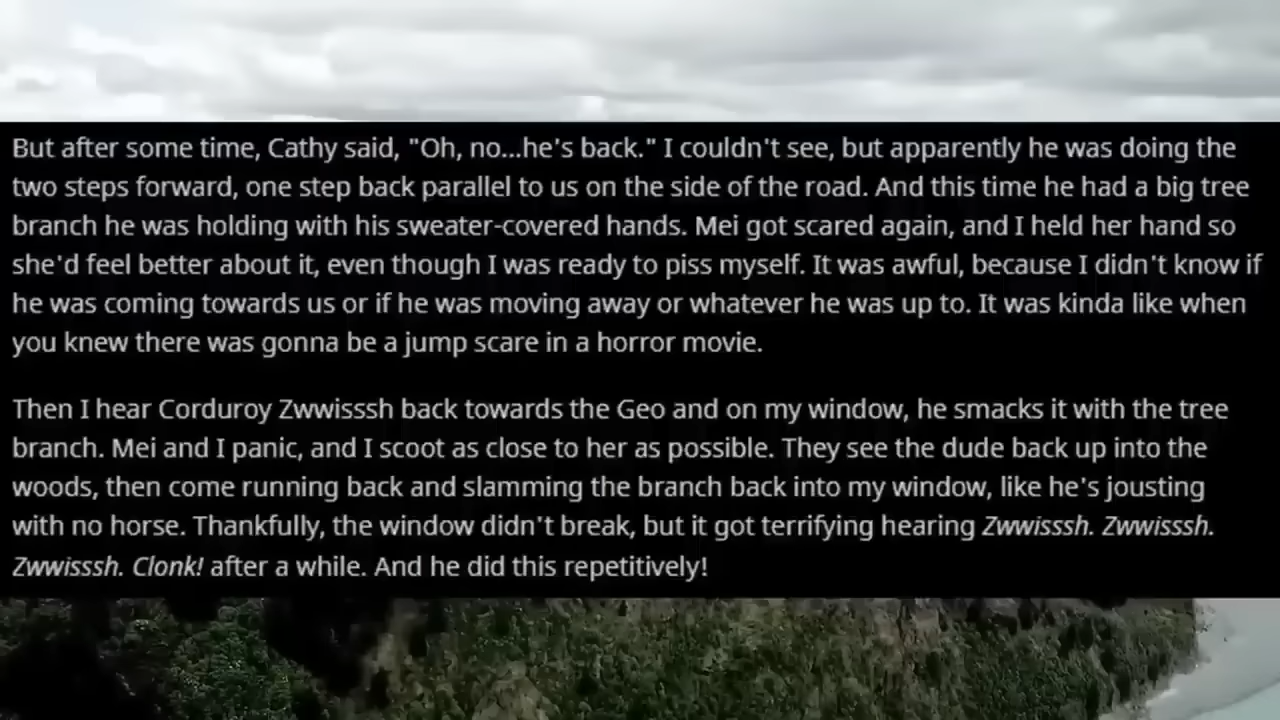 But after some time, Cathy said, "Oh, no...he's back." I couldn't see, but apparently he was doing the
two steps forward, one step back parallel to us on the side of the road. And this time he had a big tree
branch he was holding with his sweater-covered hands. Mei got scared again, and I held her hand so
she'd feel better about it, even though I was ready to piss myself. It was awful, because I didn't know if
he was coming towards us or if he was moving away or whatever he was up to. It was kinda like when
you knew there was gonna be a jump scare in a horror movie.
Then I hear Corduroy Zwwisssh back towards the Geo and on my window, he smacks it with the tree
branch. Mei and I panic, and I scoot as close to her as possible. They see the dude back up into the
woods, then come running back and slamming the branch back into my window, like he's jousting
with no horse. Thankfully, the window didn't break, but it got terrifying hearing Zwwisssh. Zwwisssh.
Zwwisssh. Clonk! after a while. And he did this repetitively!